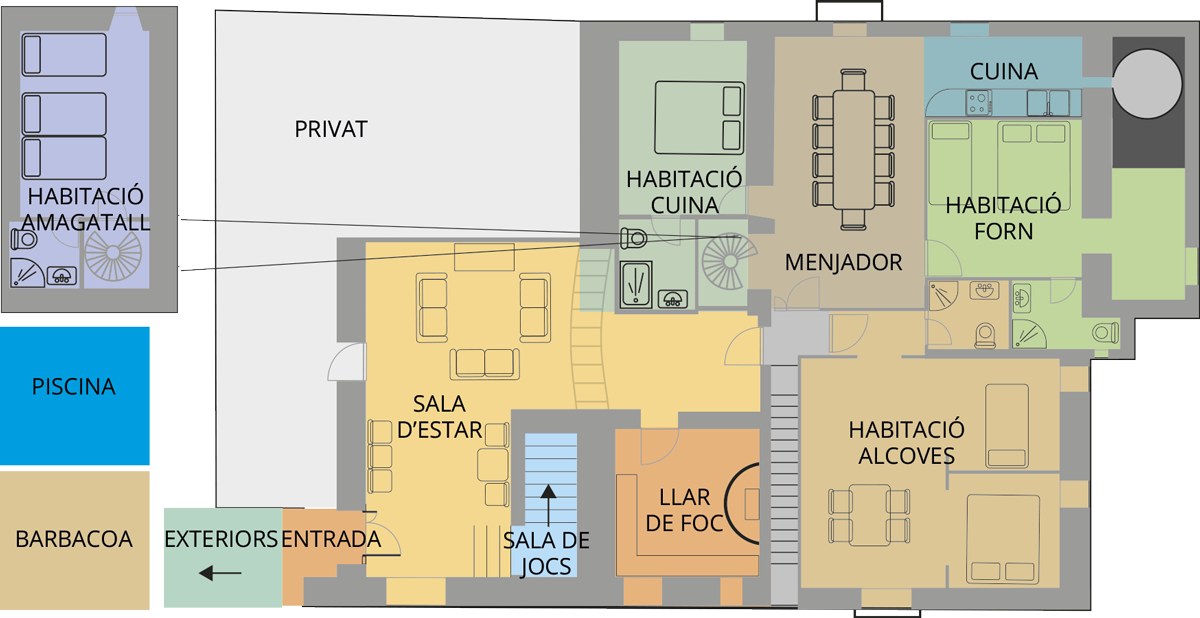 PRIVAT
CUINA
HABITACIÓ
AMAGATALL
HABITACIÓ
CUINA
HABITACIÓ
FORN
MENJADOR
PISCINA
SALA
D'ESTAR
HABITACIÓ
ALCOVES
LLAR
DE FOC
BARBACOA
EXTERIORS
ENTRADA
SALA DE
JOCS